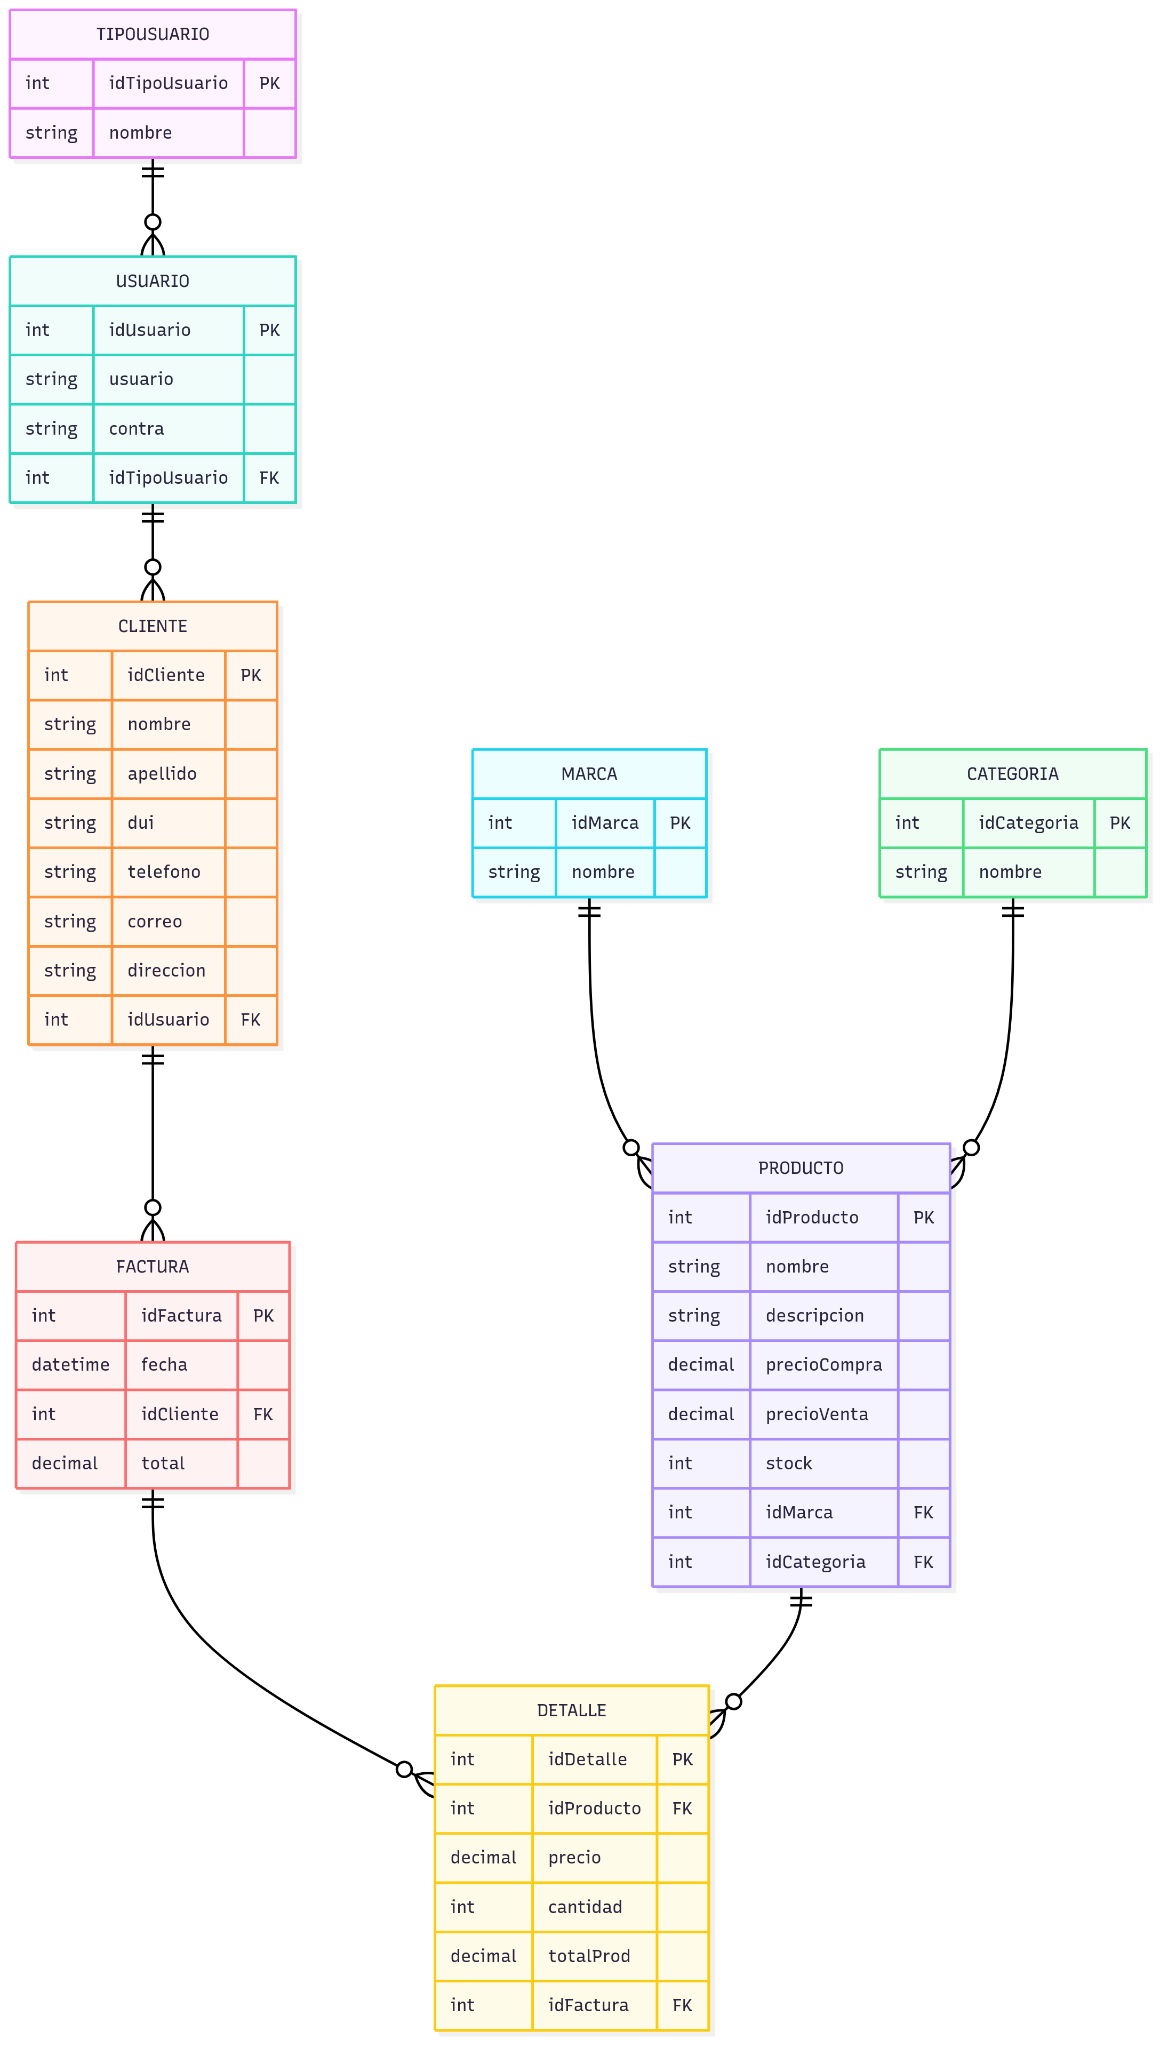 TIPOUSUARIO
int idTipoUsuario PK
string nombre
USUARIO
int idUsuario PK
string usuario
string contra
int idTipoUsuario FK
CLIENTE
int idCliente PK
string nombre
string apellido
string dui
string telefono
string correo
string direccion
int idUsuario FK
MARCA
int idMarca PK
string nombre
CATEGORIA
int idCategoria PK
string nombre
FACTURA
int idFactura PK
datetime fecha
int idCliente FK
decimal total
PRODUCTO
int idProducto PK
string nombre
string descripcion
decimal precioCompra
decimal precioVenta
int stock
int idMarca FK
int idCategoria FK
DETALLE
int idDetalle PK
int idProducto FK
decimal precio
int cantidad
decimal totalProd
int idFactura FK